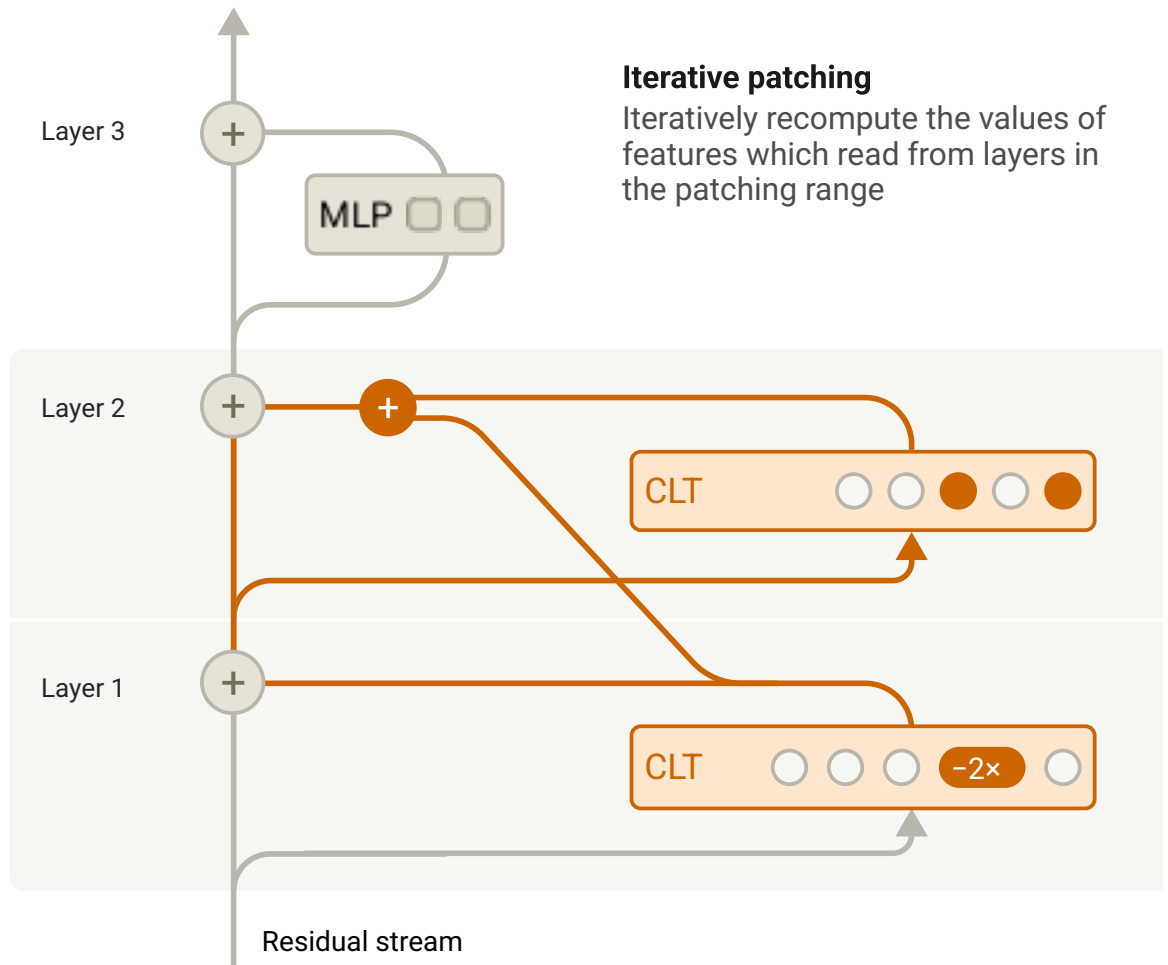 Iterative patching
Iteratively recompute the values of
features which read from layers in
the patching range
Layer 3
+
MLP
Layer 2
+
+
CLT
Layer 1
+
CLT
−2×
Residual stream